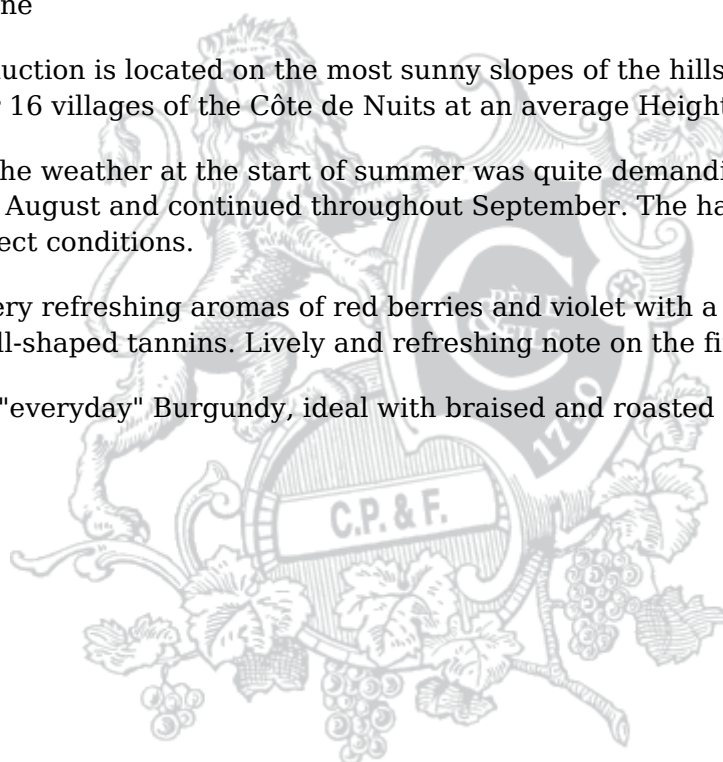 ne
uction is located on the most sunny slopes of the hills
16 villages of the Côte de Nuits at an average Height
he weather at the start of summer was quite demandi
August and continued throughout September. The ha
ect conditions.
ery refreshing aromas of red berries and violet with a
ll-shaped tannins. Lively and refreshing note on the fi
"everyday" Burgundy, ideal with braised and roasted
PÈRE
& FILS
C
1730
C.P. & F.